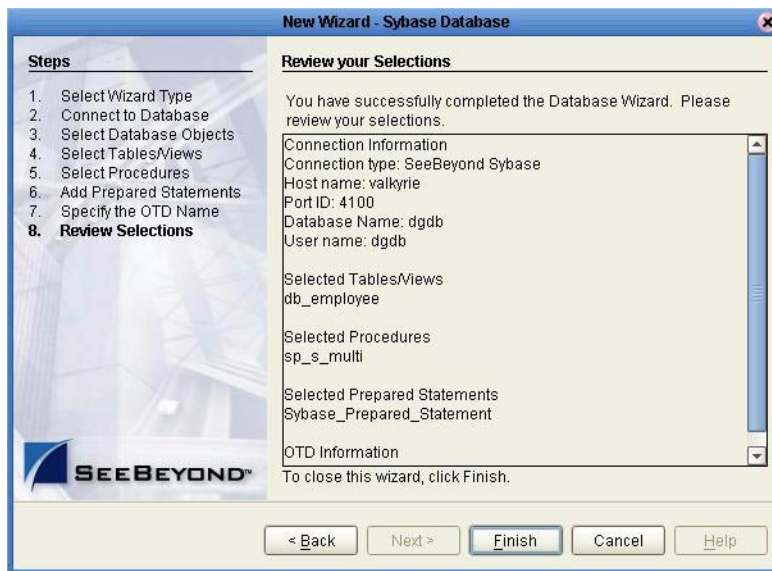 New Wizard - Sybase Database
Steps
1. Select Wizard Type
2. Connect to Database
3. Select Database Objects
4. Select Tables/Views
5. Select Procedures
6. Add Prepared Statements
7. Specify the OTD Name
8. Review Selections
SEEBEYOND™
Review your Selections
You have successfully completed the Database Wizard. Please
review your selections.
Connection Information
Connection type: SeeBeyond Sybase
Host name: valkyrie
Port ID: 4100
Database Name: dgdb
User name: dgdb
Selected Tables/Views
db_employee
Selected Procedures
sp_s_multi
Selected Prepared Statements
Sybase_Prepared_Statement
OTD Information
To close this wizard, click Finish.
< Back
Next >
Finish
Cancel
Help